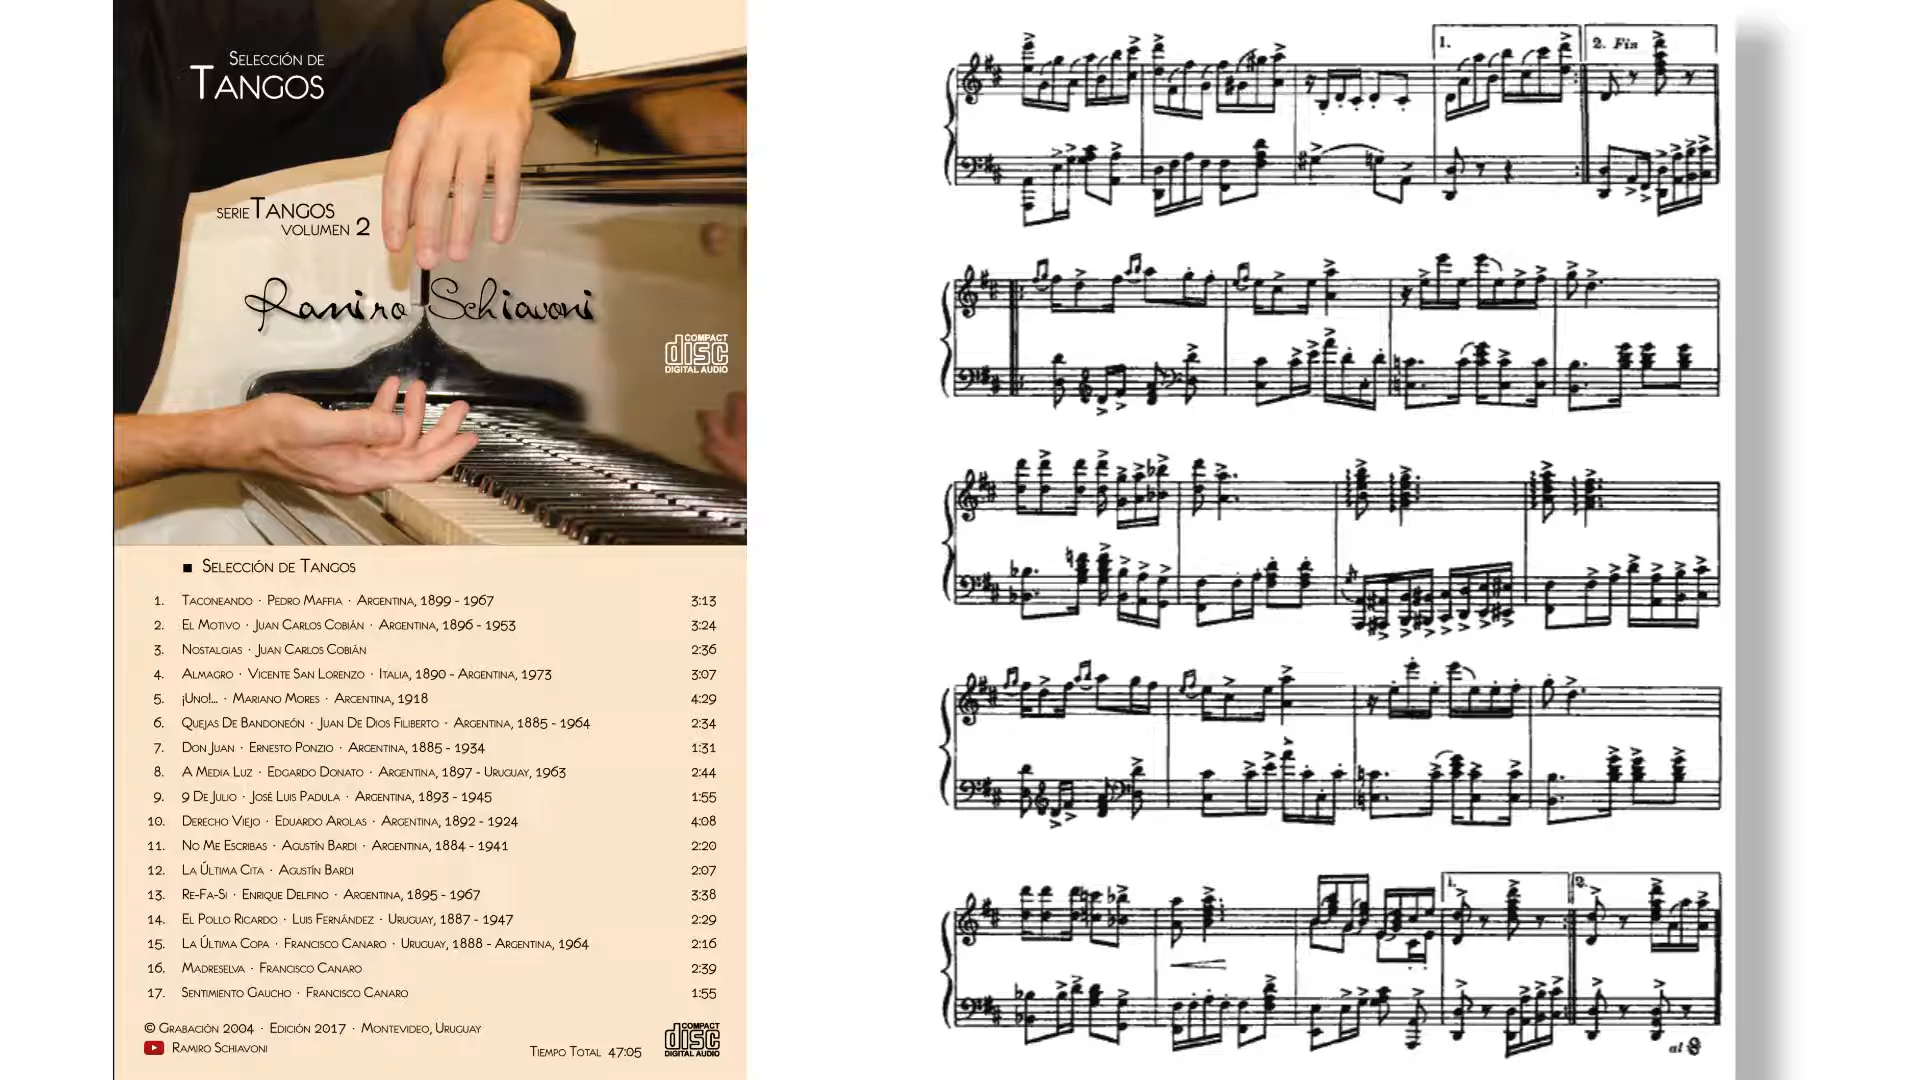 SELECCIÓN DE
TANGOS
SERIE TANGOS
VOLUMEN 2
Ramiro Schiavoni
COMPACT
disc
DIGITAL AUDIO
■ SELECCIÓN DE TANGOS
1. TACONEANDO · PEDRO MAFFIA · ARGENTINA, 1899 - 1967 3:13
2. EL MOTIVO · JUAN CARLOS COBIÁN · ARGENTINA, 1896 - 1953 3:24
3. NOSTALGIAS · JUAN CARLOS COBIÁN 2:36
4. ALMAGRO · VICENTE SAN LORENZO · ITALIA, 1890 - ARGENTINA, 1973 3:07
5. ¡UNO!... · MARIANO MORES · ARGENTINA, 1918 4:29
6. QUEJAS DE BANDONEÓN · JUAN DE DIOS FILIBERTO · ARGENTINA, 1885 - 1964 2:34
7. DON JUAN · ERNESTO PONZIO · ARGENTINA, 1885 - 1934 1:31
8. A MEDIA LUZ · EDGARDO DONATO · ARGENTINA, 1897 - URUGUAY, 1963 2:44
9. 9 DE JULIO · JOSÉ LUIS PADULA · ARGENTINA, 1893 - 1945 1:55
10. DERECHO VIEJO · EDUARDO AROLAS · ARGENTINA, 1892 - 1924 4:08
11. NO ME ESCRIBAS · AGUSTÍN BARDI · ARGENTINA, 1884 - 1941 2:20
12. LA ÚLTIMA CITA · AGUSTÍN BARDI 2:07
13. RE-FA-SI · ENRIQUE DELFINO · ARGENTINA, 1895 - 1967 3:38
14. EL POLLO RICARDO · LUIS FERNÁNDEZ · URUGUAY, 1887 - 1947 2:29
15. LA ÚLTIMA COPA · FRANCISCO CANARO · URUGUAY, 1888 - ARGENTINA, 1964 2:16
16. MADRESELVA · FRANCISCO CANARO 2:39
17. SENTIMIENTO GAUCHO · FRANCISCO CANARO 1:55
© GRABACIÓN 2004 · EDICIÓN 2017 · MONTEVIDEO, URUGUAY
RAMIRO SCHIAVONI
TIEMPO TOTAL 47:05
COMPACT
disc
DIGITAL AUDIO
1.
2. Fin
1.
2.
al